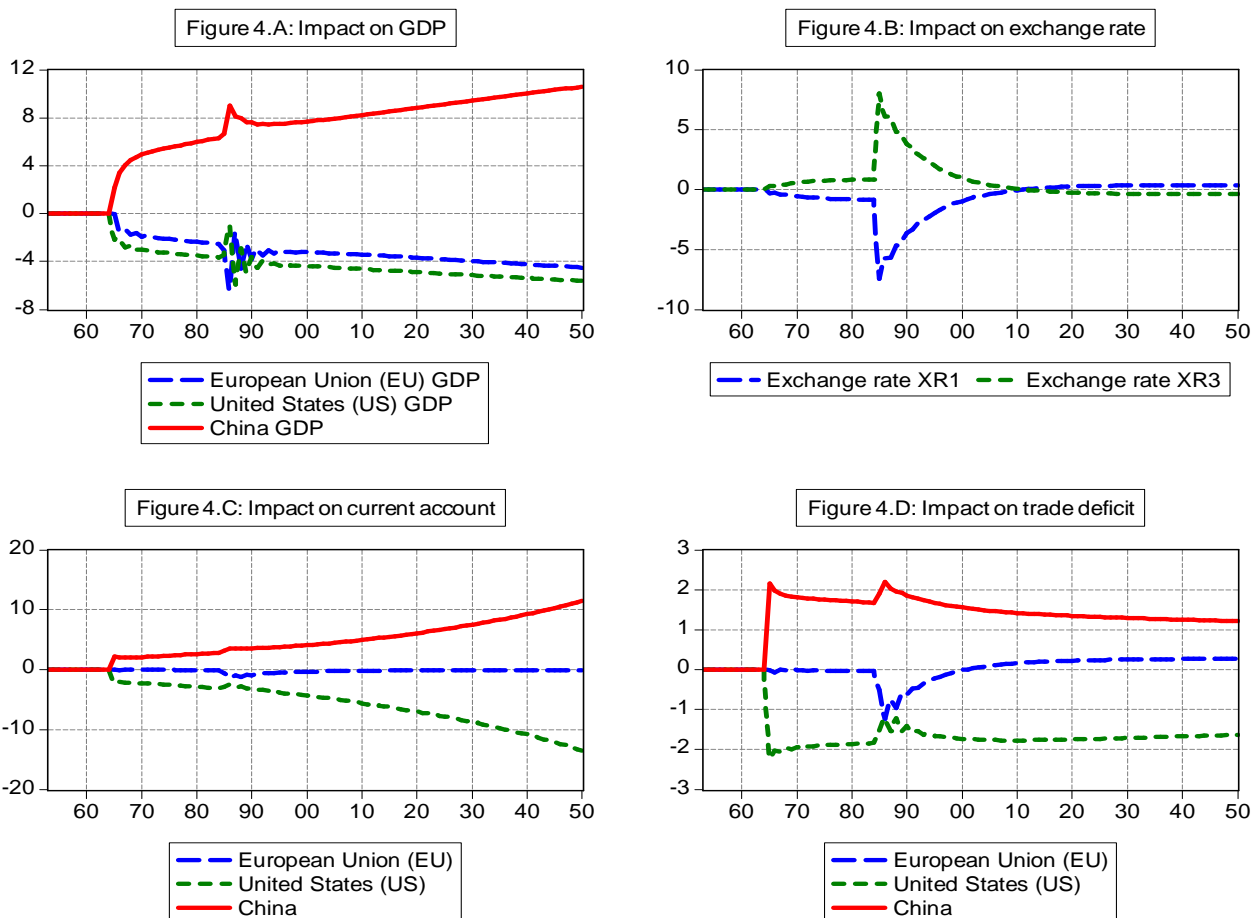 Figure 4.A: Impact on GDP
12
8
4
0
-4
-8
60 70 80 90 00 10 20 30 40 50
European Union (EU) GDP
United States (US) GDP
China GDP
Figure 4.B: Impact on exchange rate
10
5
0
-5
-10
60 70 80 90 00 10 20 30 40 50
Exchange rate XR1 Exchange rate XR3
Figure 4.C: Impact on current account
20
10
0
-10
-20
60 70 80 90 00 10 20 30 40 50
European Union (EU)
United States (US)
China
Figure 4.D: Impact on trade deficit
3
2
1
0
-1
-2
-3
60 70 80 90 00 10 20 30 40 50
European Union (EU)
United States (US)
China